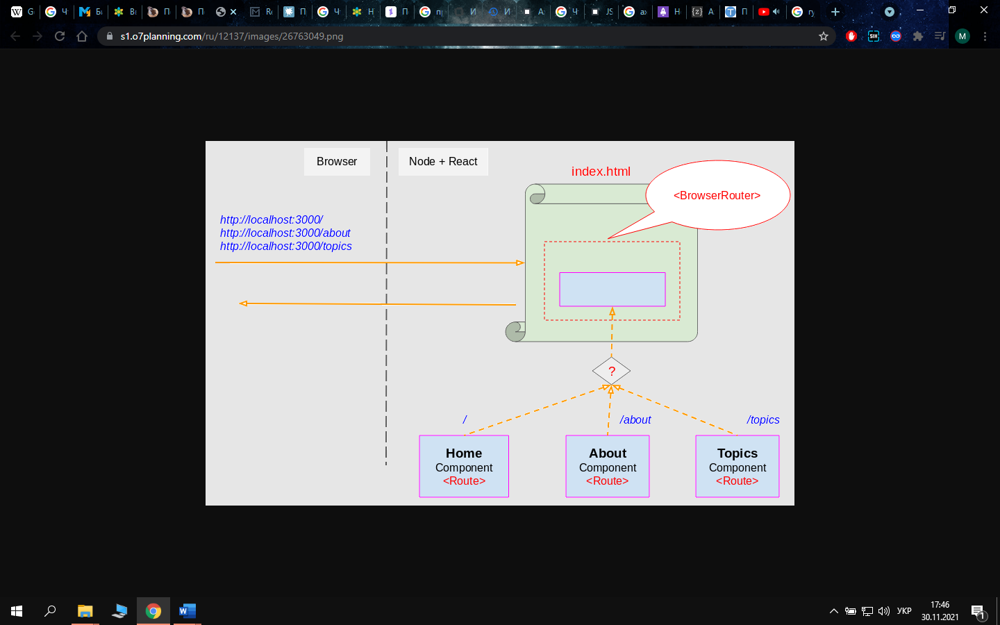 s1.o7planning.com/ru/12137/images/26763049.png
M
Browser
Node + React
index.html
<BrowserRouter>
http://localhost:3000/
http://localhost:3000/about
http://localhost:3000/topics
?
/
/about
/topics
Home
Component
<Route>
About
Component
<Route>
Topics
Component
<Route>
УКР
17:46
30.11.2021
1